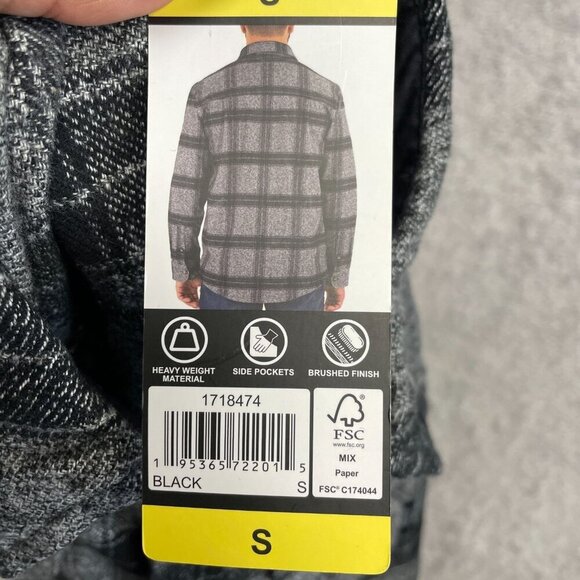 S
HEAVY WEIGHT
MATERIAL
SIDE POCKETS
BRUSHED FINISH
1718474
1 95365 72201 5
BLACK S
FSC
www.fsc.org
MIX
Paper
FSC® C174044
S